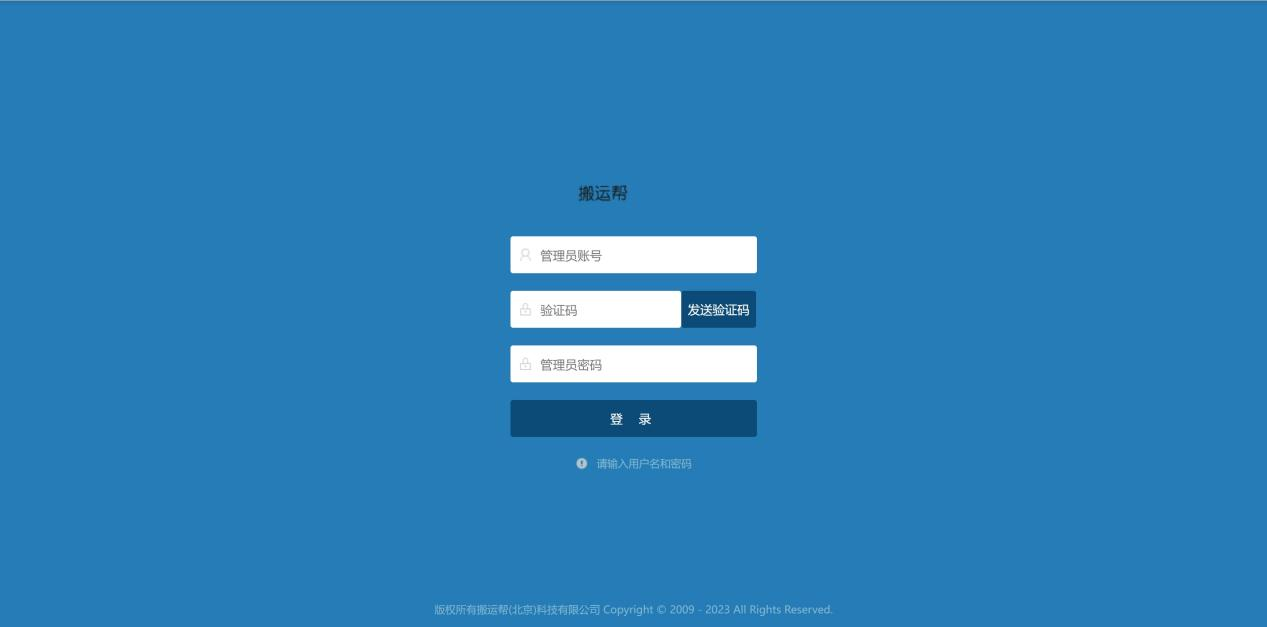 搬运帮
管理员账号
验证码 发送验证码
管理员密码
登 录
请输入用户名和密码
版权所有搬运帮(北京)科技有限公司 Copyright © 2009 - 2023 All Rights Reserved.